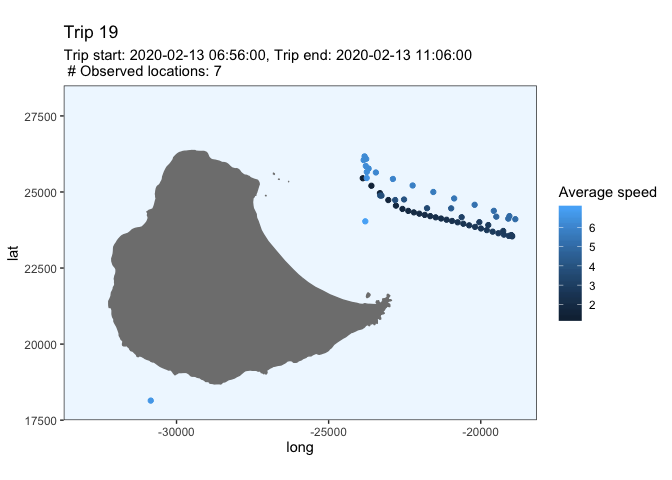 Trip 19
Trip start: 2020-02-13 06:56:00, Trip end: 2020-02-13 11:06:00
# Observed locations: 7
27500
25000
22500
20000
17500
lat
-30000
-25000
-20000
long
Average speed
6
5
4
3
2